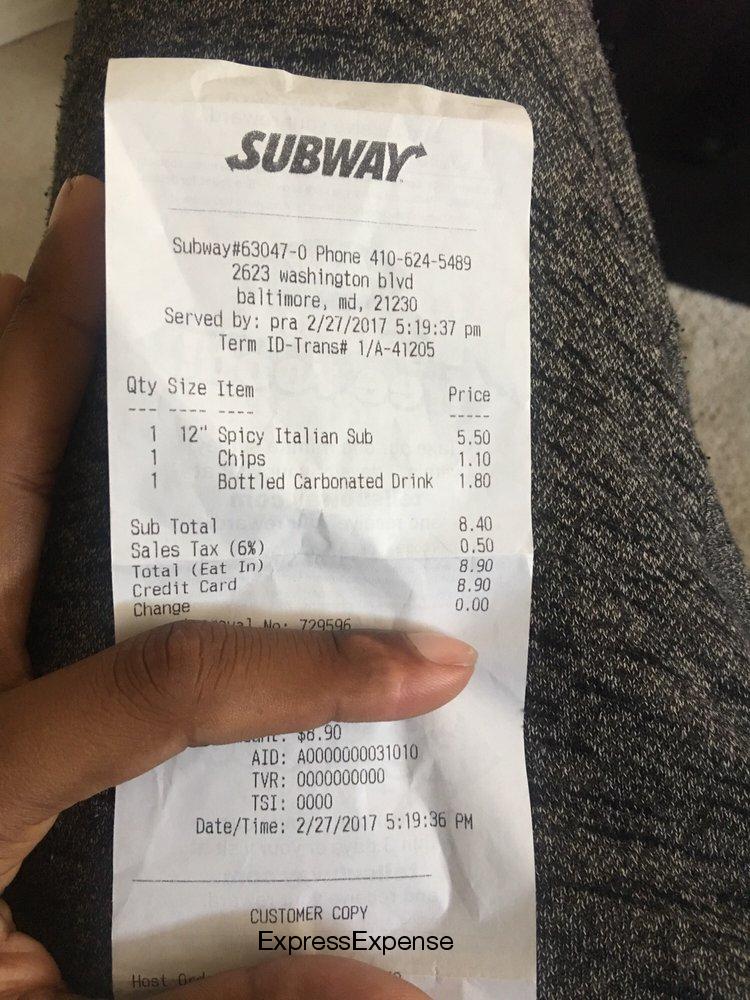 SUBWAY
Subway#63047-0 Phone 410-624-5489
2623 washington blvd
baltimore, md, 21230
Served by: pra 2/27/2017 5:19:37 pm
Term ID-Trans# 1/A-41205
Qty Size Item Price
--- ---- ---- -----
1 12" Spicy Italian Sub 5.50
1 Chips 1.10
1 Bottled Carbonated Drink 1.80
Sub Total 8.40
Sales Tax (6%) 0.50
Total (Eat In) 8.90
Credit Card 8.90
Change 0.00
No: 729596
$8.90
AID: A0000000031010
TVR: 0000000000
TSI: 0000
Date/Time: 2/27/2017 5:19:36 PM
CUSTOMER COPY
ExpressExpense
Host